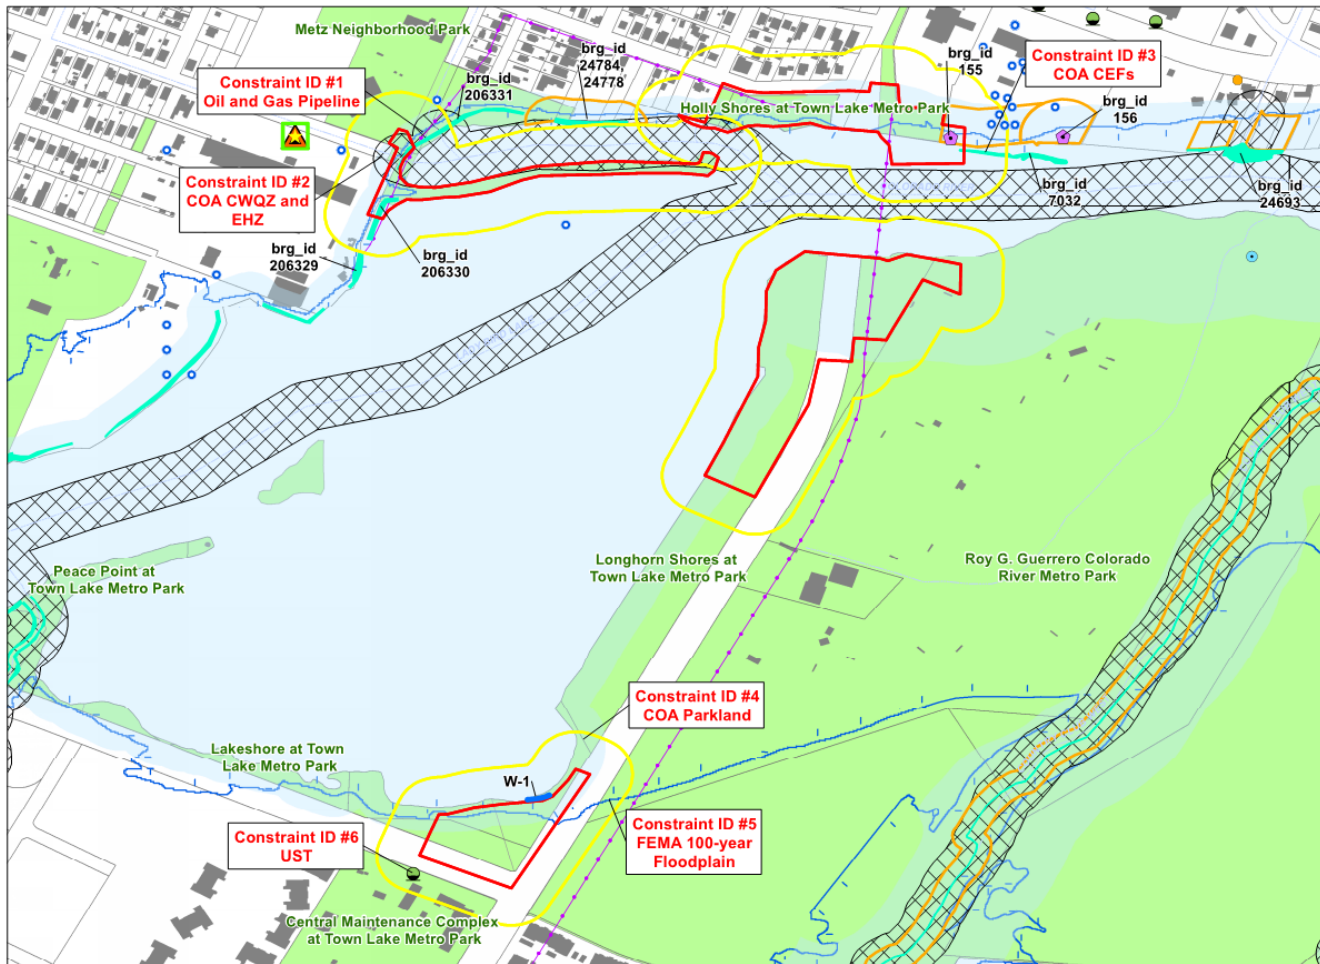 Metz Neighborhood Park
brg_id
24784,
24778
brg_id
155
Constraint ID #3
COA CEFs
Constraint ID #1
Oil and Gas Pipeline
brg_id
206331
Holly Shores at Town Lake Metro Park
brg_id
156
Constraint ID #2
COA CWQZ and
EHZ
brg_id
7032
brg_id
24693
COLORADO RIVER
brg_id
206329
brg_id
206330
LADY BIRD LAKE
Longhorn Shores at
Town Lake Metro Park
Roy G. Guerrero Colorado
River Metro Park
Peace Point at
Town Lake Metro Park
Constraint ID #4
COA Parkland
Lakeshore at Town
Lake Metro Park
W-1
Constraint ID #6
UST
Constraint ID #5
FEMA 100-year
Floodplain
Central Maintenance Complex
at Town Lake Metro Park